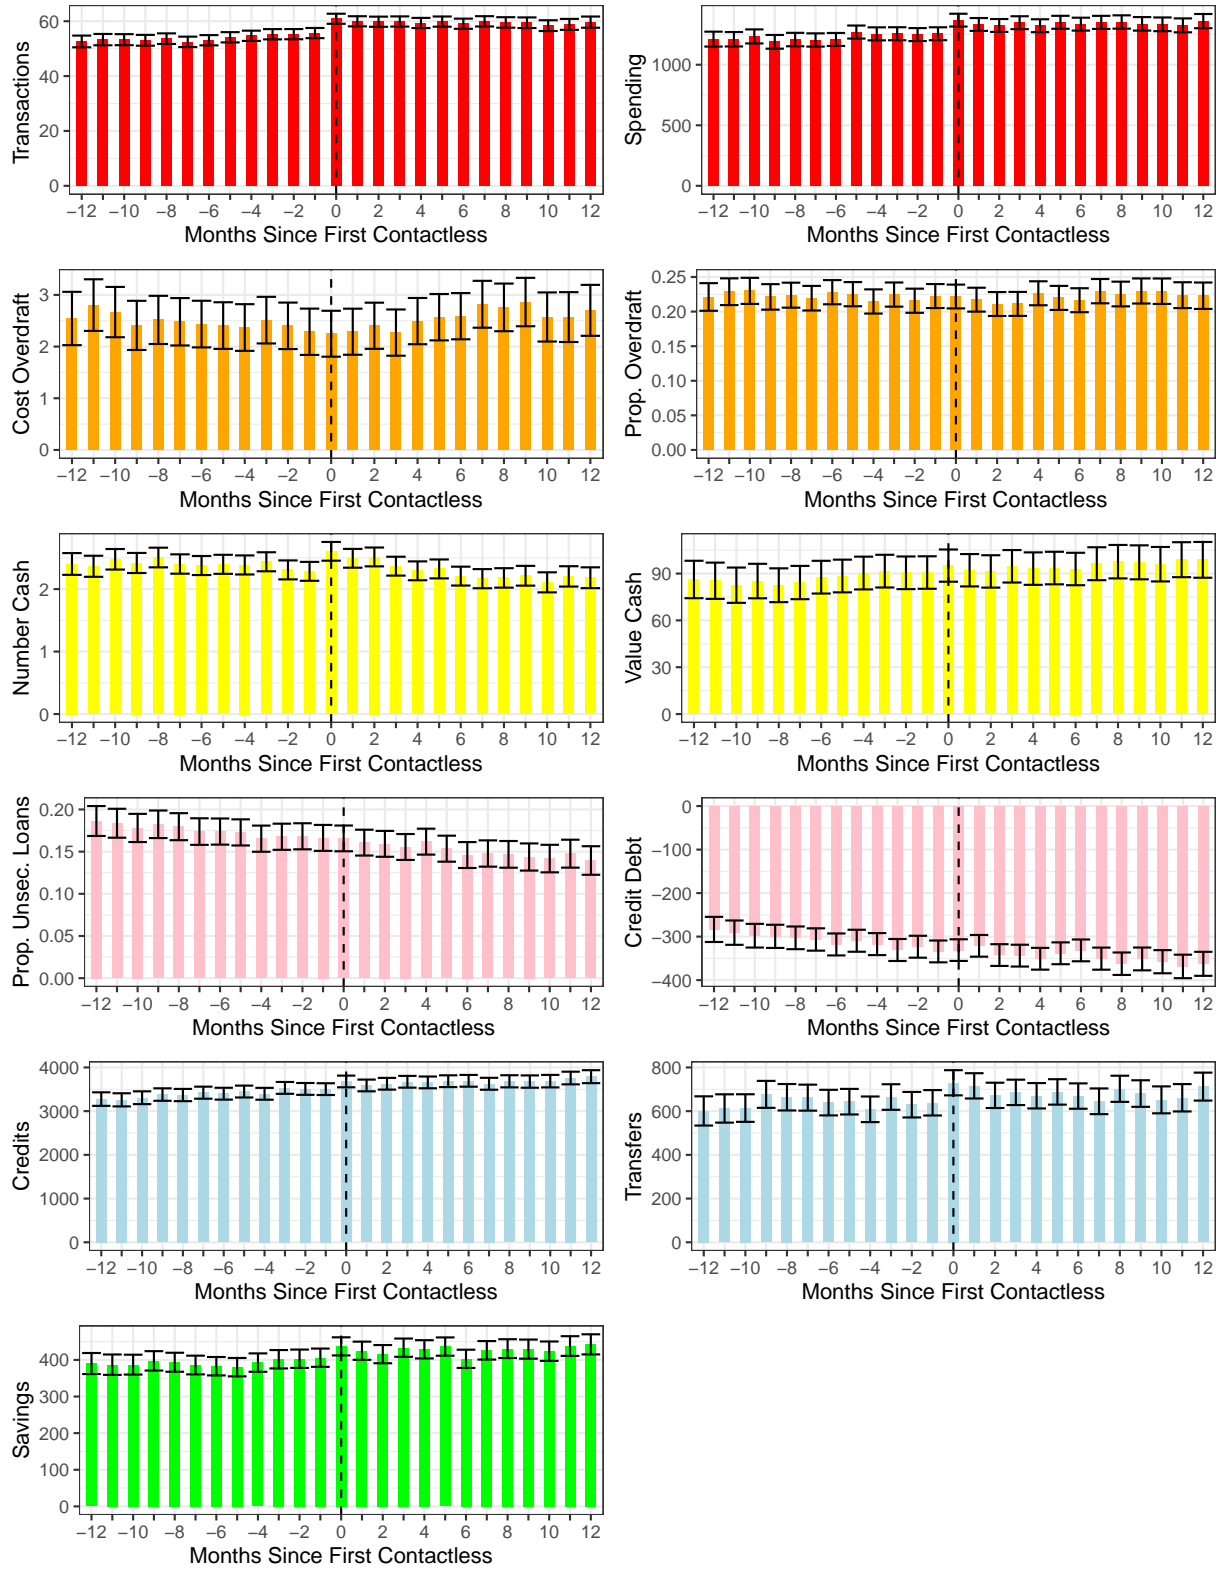 Transactions
60
40
20
0
−12 −10 −8 −6 −4 −2 0 2 4 6 8 10 12
Months Since First Contactless
Spending
1000
500
0
−12 −10 −8 −6 −4 −2 0 2 4 6 8 10 12
Months Since First Contactless
Cost Overdraft
3
2
1
0
−12 −10 −8 −6 −4 −2 0 2 4 6 8 10 12
Months Since First Contactless
Prop. Overdraft
0.25
0.20
0.15
0.10
0.05
0.00
−12 −10 −8 −6 −4 −2 0 2 4 6 8 10 12
Months Since First Contactless
Number Cash
2
1
0
−12 −10 −8 −6 −4 −2 0 2 4 6 8 10 12
Months Since First Contactless
Value Cash
90
60
30
0
−12 −10 −8 −6 −4 −2 0 2 4 6 8 10 12
Months Since First Contactless
Prop. Unsec. Loans
0.20
0.15
0.10
0.05
0.00
−12 −10 −8 −6 −4 −2 0 2 4 6 8 10 12
Months Since First Contactless
Credit Debt
0
−100
−200
−300
−400
−12 −10 −8 −6 −4 −2 0 2 4 6 8 10 12
Months Since First Contactless
Credits
4000
3000
2000
1000
0
−12 −10 −8 −6 −4 −2 0 2 4 6 8 10 12
Months Since First Contactless
Transfers
800
600
400
200
0
−12 −10 −8 −6 −4 −2 0 2 4 6 8 10 12
Months Since First Contactless
Savings
400
300
200
100
0
−12 −10 −8 −6 −4 −2 0 2 4 6 8 10 12
Months Since First Contactless